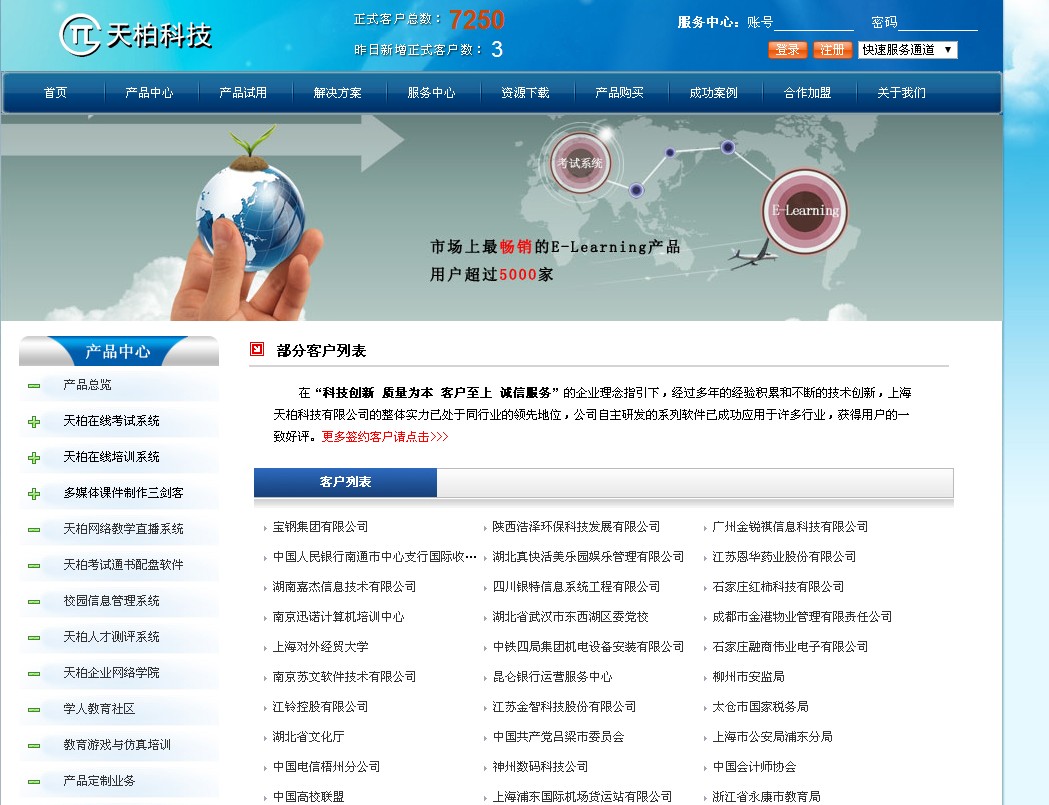 天柏科技
正式客户总数：7250
昨日新增正式客户数：3
服务中心：账号 密码
登录 注册 快速服务通道
首页 产品中心 产品试用 解决方案 服务中心 资源下载 产品购买 成功案例 合作加盟 关于我们
考试系统
E-Learning
市场上最畅销的E-Learning产品
用户超过5000家
产品中心
产品总览
天柏在线考试系统
天柏在线培训系统
多媒体课件制作三剑客
天柏网络教学直播系统
天柏考试通书配盘软件
校园信息管理系统
天柏人才测评系统
天柏企业网络学院
学人教育社区
教育游戏与仿真培训
产品定制业务
部分客户列表
在“科技创新 质量为本 客户至上 诚信服务”的企业理念指引下，经过多年的经验积累和不断的技术创新，上海
天柏科技有限公司的整体实力已处于同行业的领先地位，公司自主研发的系列软件已成功应用于许多行业，获得用户的一
致好评。更多签约客户请点击>>>
客户列表
宝钢集团有限公司 陕西浩泽环保科技发展有限公司 广州金锐祺信息科技有限公司
中国人民银行南通市中心支行国际收… 湖北真快活美乐园娱乐管理有限公司 江苏恩华药业股份有限公司
湖南嘉杰信息技术有限公司 四川银特信息系统工程有限公司 石家庄红柿科技有限公司
南京迅诺计算机培训中心 湖北省武汉市东西湖区委党校 成都市金港物业管理有限责任公司
上海对外经贸大学 中铁四局集团机电设备安装有限公司 石家庄融商伟业电子有限公司
南京苏文软件技术有限公司 昆仑银行运营服务中心 柳州市安监局
江铃控股有限公司 江苏金智科技股份有限公司 太仓市国家税务局
湖北省文化厅 中国共产党吕梁市委员会 上海市公安局浦东分局
中国电信梧州分公司 神州数码科技公司 中国会计师协会
中国高校联盟 上海浦东国际机场货运站有限公司 浙江省永康市教育局